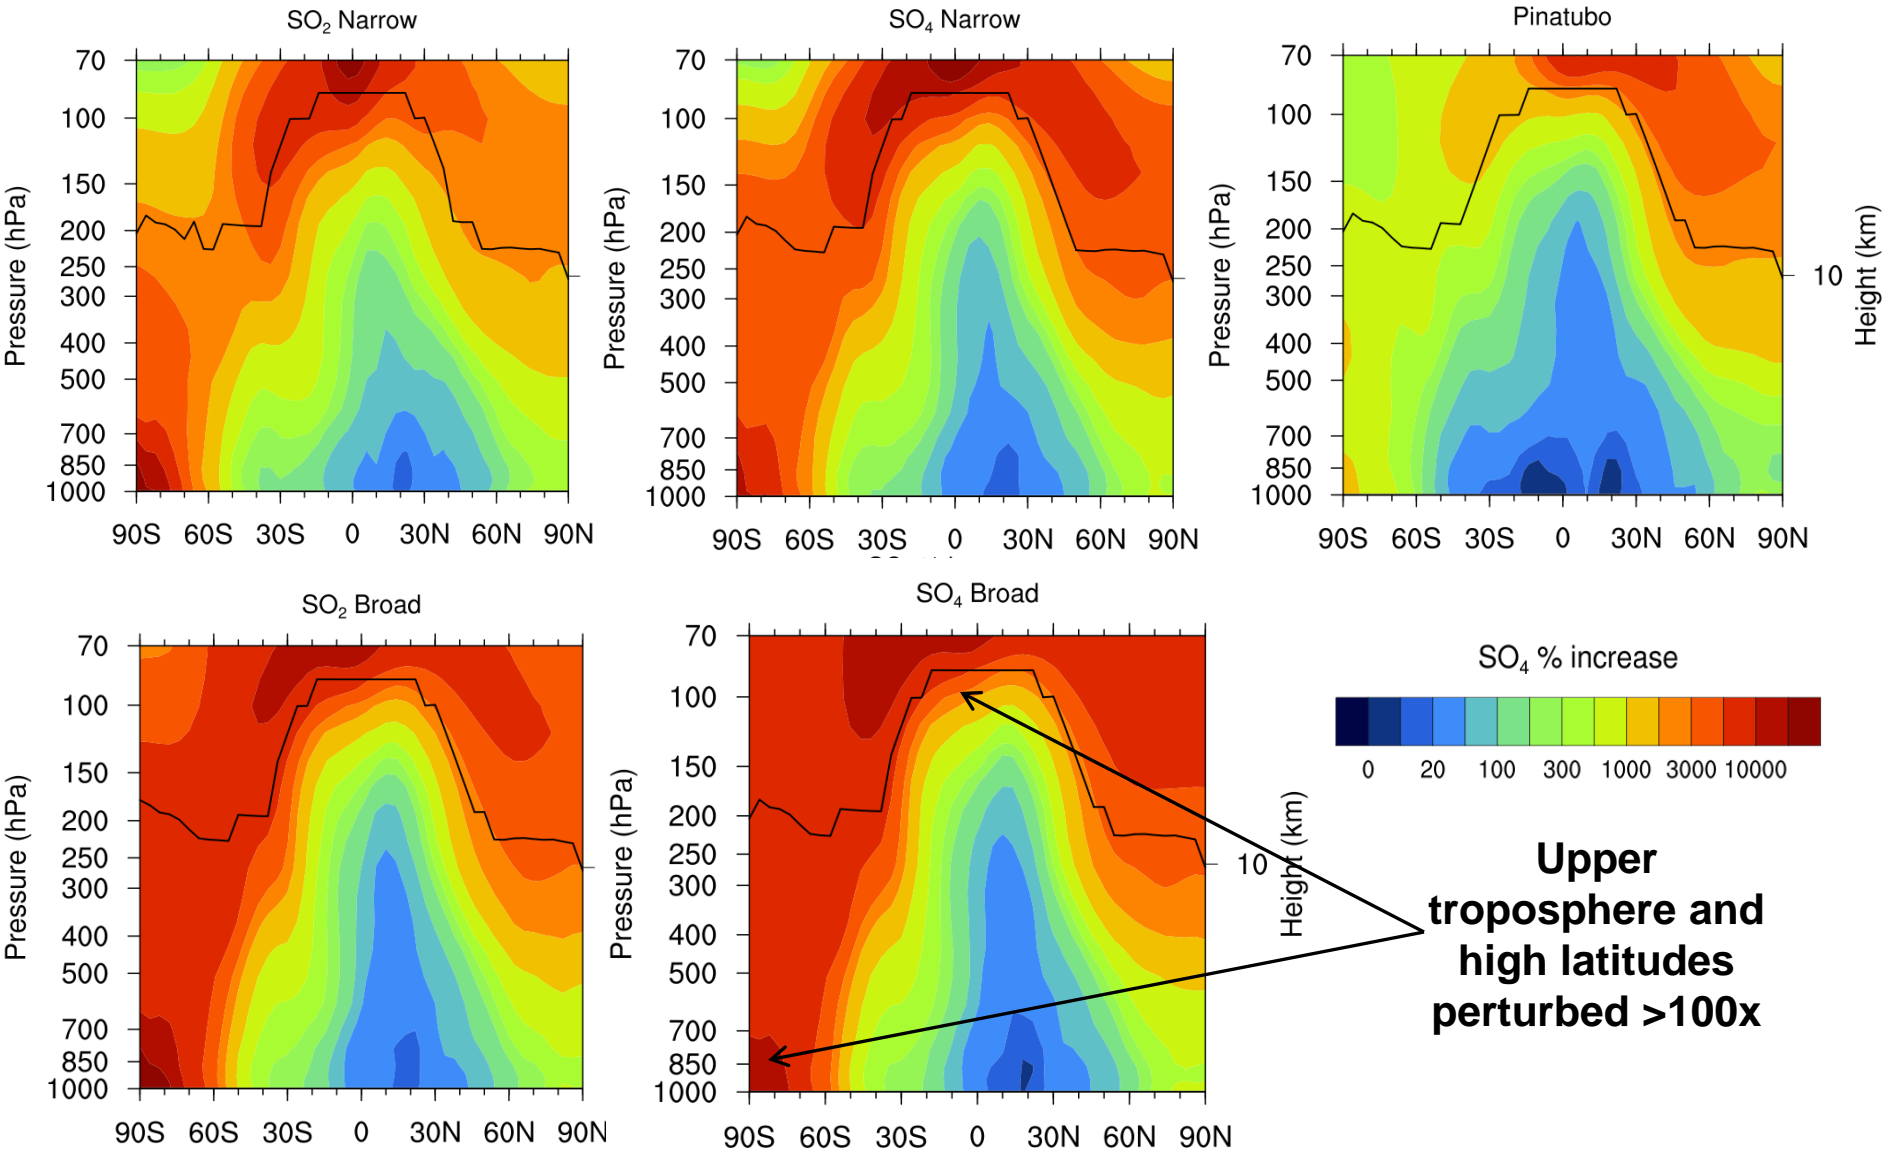 SO2 Narrow
70
100
150
200
250
300
400
500
700
850
1000
Pressure (hPa)
90S 60S 30S 0 30N 60N 90N
SO4 Narrow
70
100
150
200
250
300
400
500
700
850
1000
Pressure (hPa)
90S 60S 30S 0 30N 60N 90N
Pinatubo
70
100
150
200
250
300
400
500
700
850
1000
Pressure (hPa)
10
Height (km)
90S 60S 30S 0 30N 60N 90N
SO2 Broad
70
100
150
200
250
300
400
500
700
850
1000
Pressure (hPa)
90S 60S 30S 0 30N 60N 90N
SO4 Broad
70
100
150
200
250
300
400
500
700
850
1000
Pressure (hPa)
10
Height (km)
90S 60S 30S 0 30N 60N 90N
SO4 % increase
0 20 100 300 1000 3000 10000
Upper
troposphere and
high latitudes
perturbed >100x